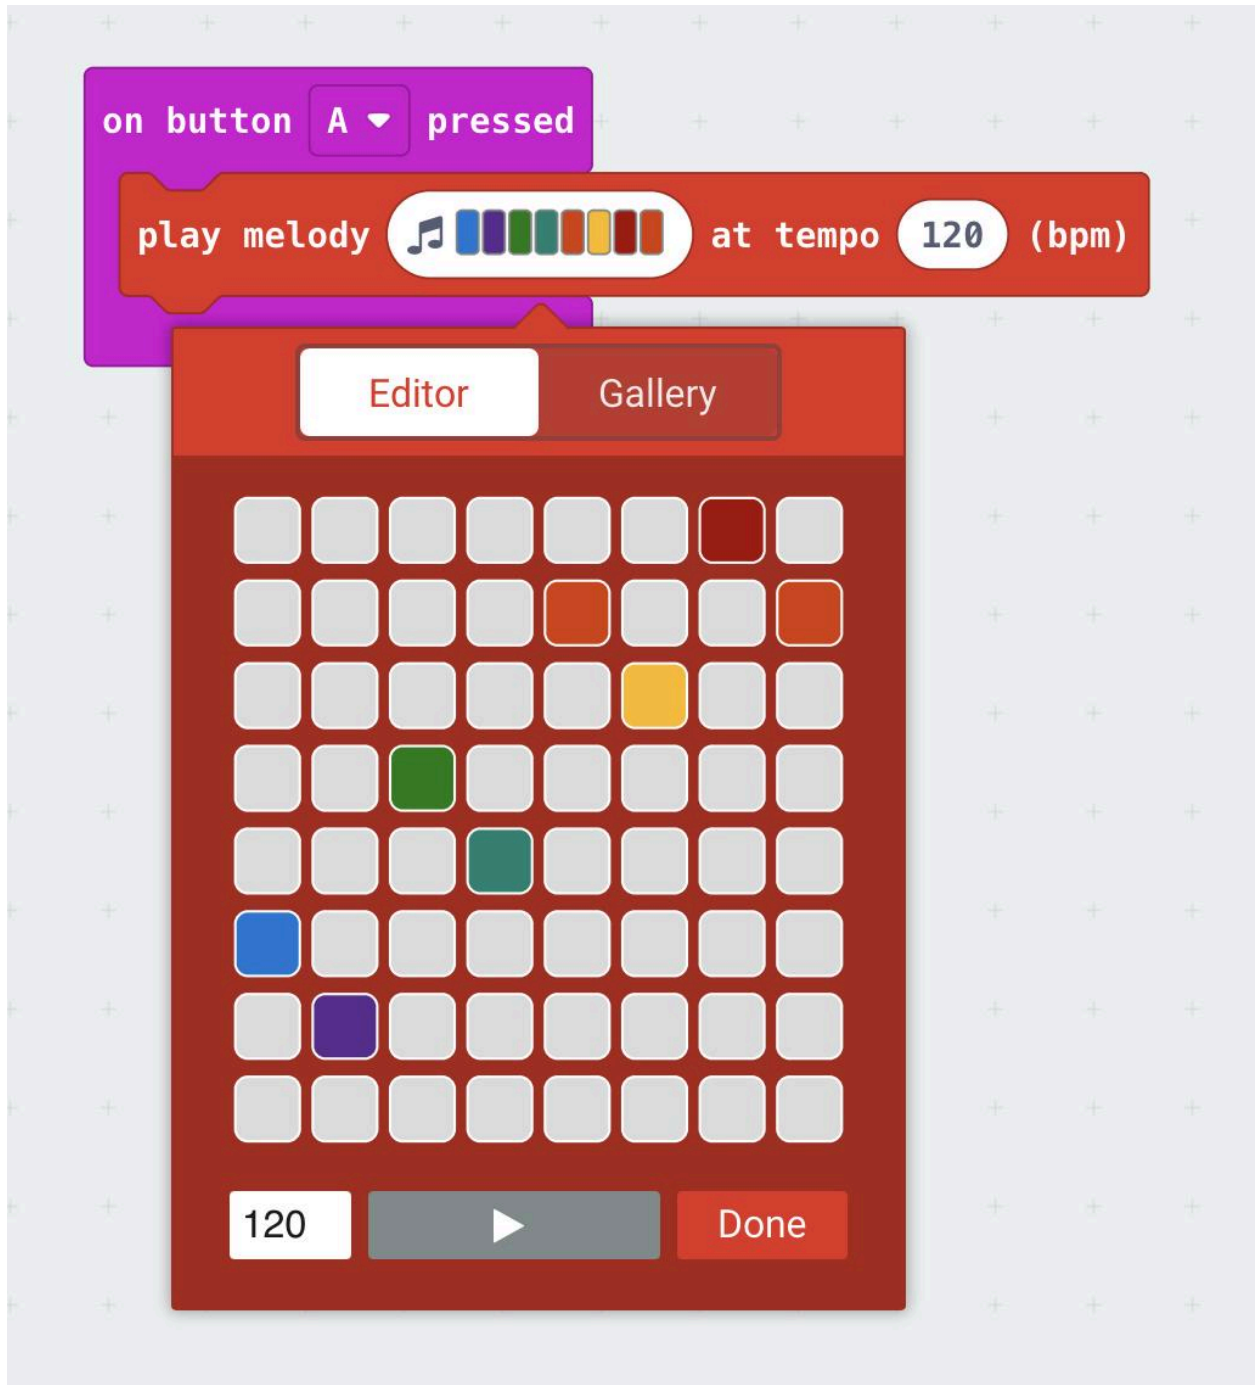 on button A pressed
play melody at tempo 120 (bpm)
Editor Gallery
120 Done